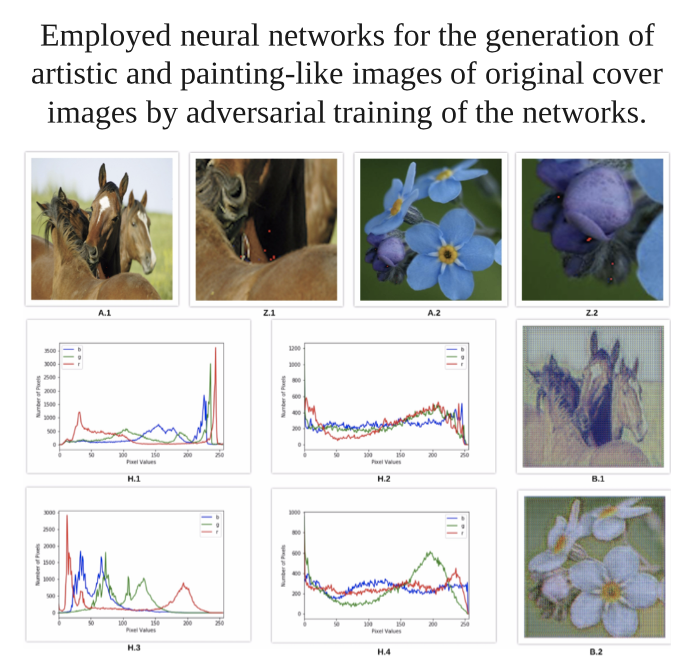 Employed neural networks for the generation of
artistic and painting-like images of original cover
images by adversarial training of the networks.
A.1
Z.1
A.2
Z.2
3500
3000
2500
2000
1500
1000
500
0
0 50 100 150 200 250
Number of Pixels
Pixel Values
b
g
r
H.1
1200
1000
800
600
400
200
0
0 50 100 150 200 250
Number of Pixels
Pixel Values
b
g
r
H.2
B.1
3000
2500
2000
1500
1000
500
0
0 50 100 150 200 250
Number of Pixels
Pixel Values
b
g
r
H.3
1000
800
600
400
200
0
0 50 100 150 200 250
Number of Pixels
Pixel Values
b
g
r
H.4
B.2